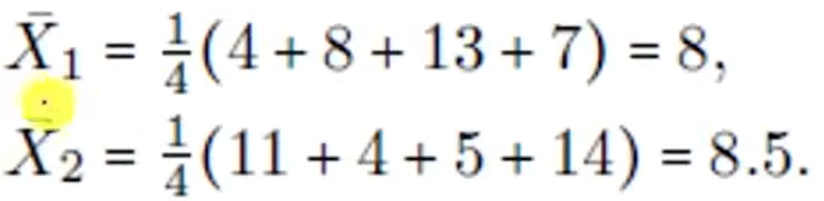 X̄₁ = ¼(4 + 8 + 13 + 7) = 8,
X̄₂ = ¼(11 + 4 + 5 + 14) = 8.5.